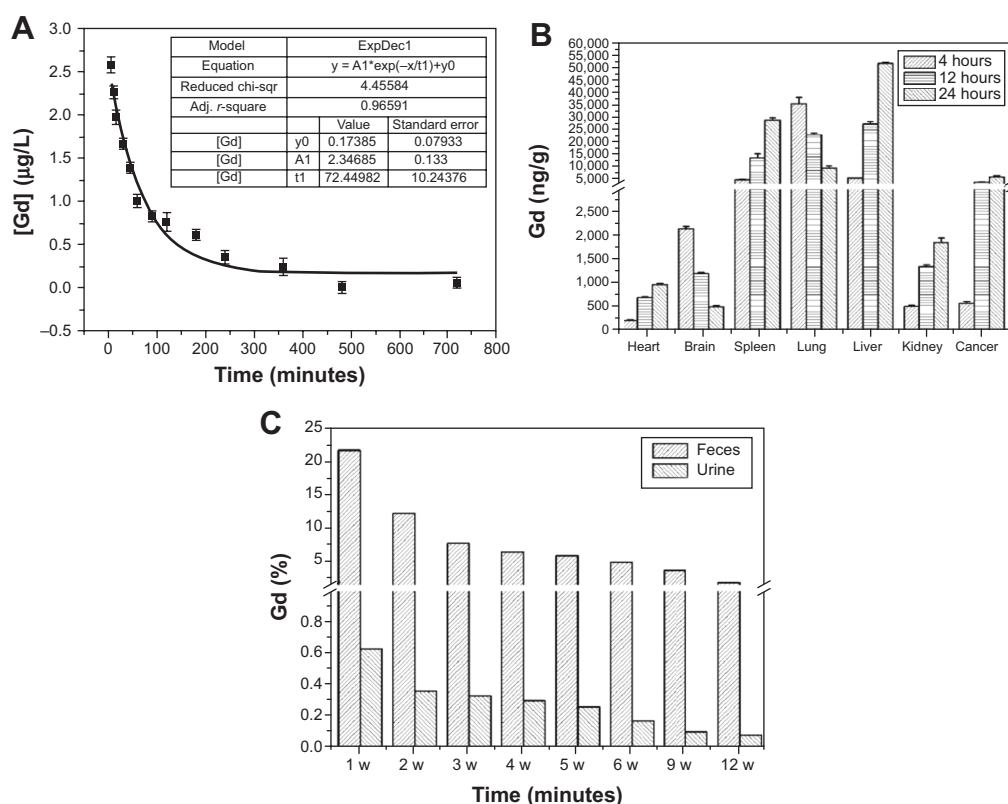 A
3.0
2.5
2.0
1.5
1.0
0.5
0.0
–0.5
[Gd] (µg/L)
0 100 200 300 400 500 600 700 800
Time (minutes)
Model ExpDec1
Equation y = A1*exp(–x/t1)+y0
Reduced chi-sqr 4.45584
Adj. r-square 0.96591
Value Standard error
[Gd] y0 0.17385 0.07933
[Gd] A1 2.34685 0.133
[Gd] t1 72.44982 10.24376
B
60,000
55,000
50,000
45,000
40,000
35,000
30,000
25,000
20,000
15,000
10,000
5,000
2,500
2,000
1,500
1,000
500
0
Gd (ng/g)
4 hours
12 hours
24 hours
Heart Brain Spleen Lung Liver Kidney Cancer
C
25
20
15
10
5
0.8
0.6
0.4
0.2
0.0
Gd (%)
Feces
Urine
1 w 2 w 3 w 4 w 5 w 6 w 9 w 12 w
Time (minutes)